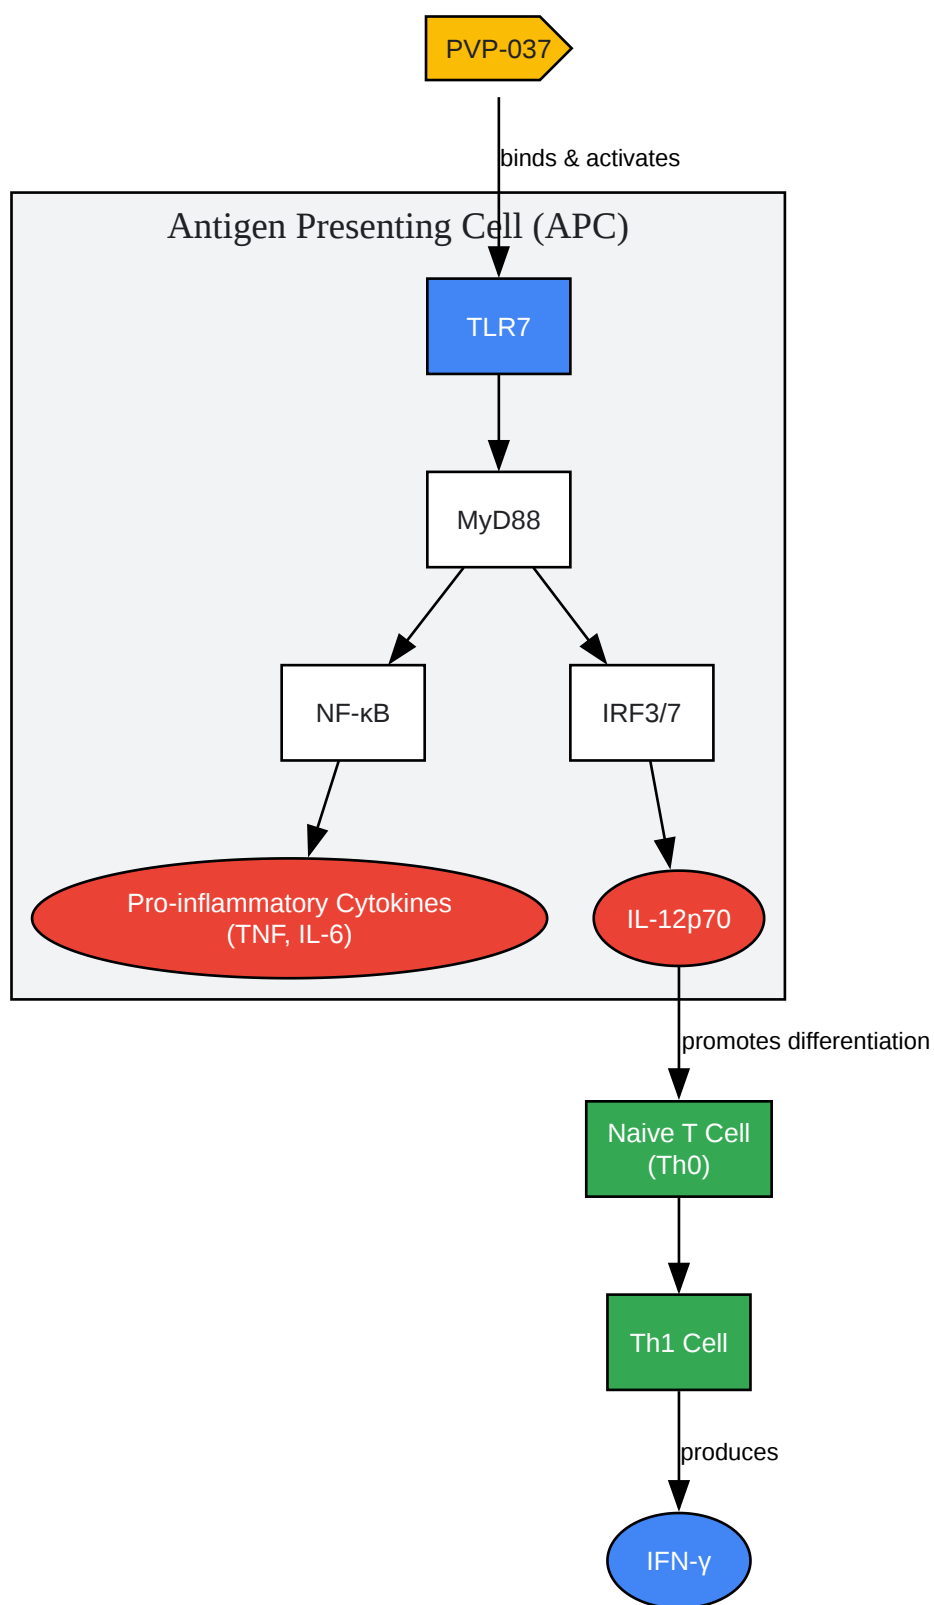 PVP-037
binds & activates
Antigen Presenting Cell (APC)
TLR7
MyD88
NF-κB
IRF3/7
Pro-inflammatory Cytokines
(TNF, IL-6)
IL-12p70
promotes differentiation
Naive T Cell
(Th0)
Th1 Cell
produces
IFN-γ